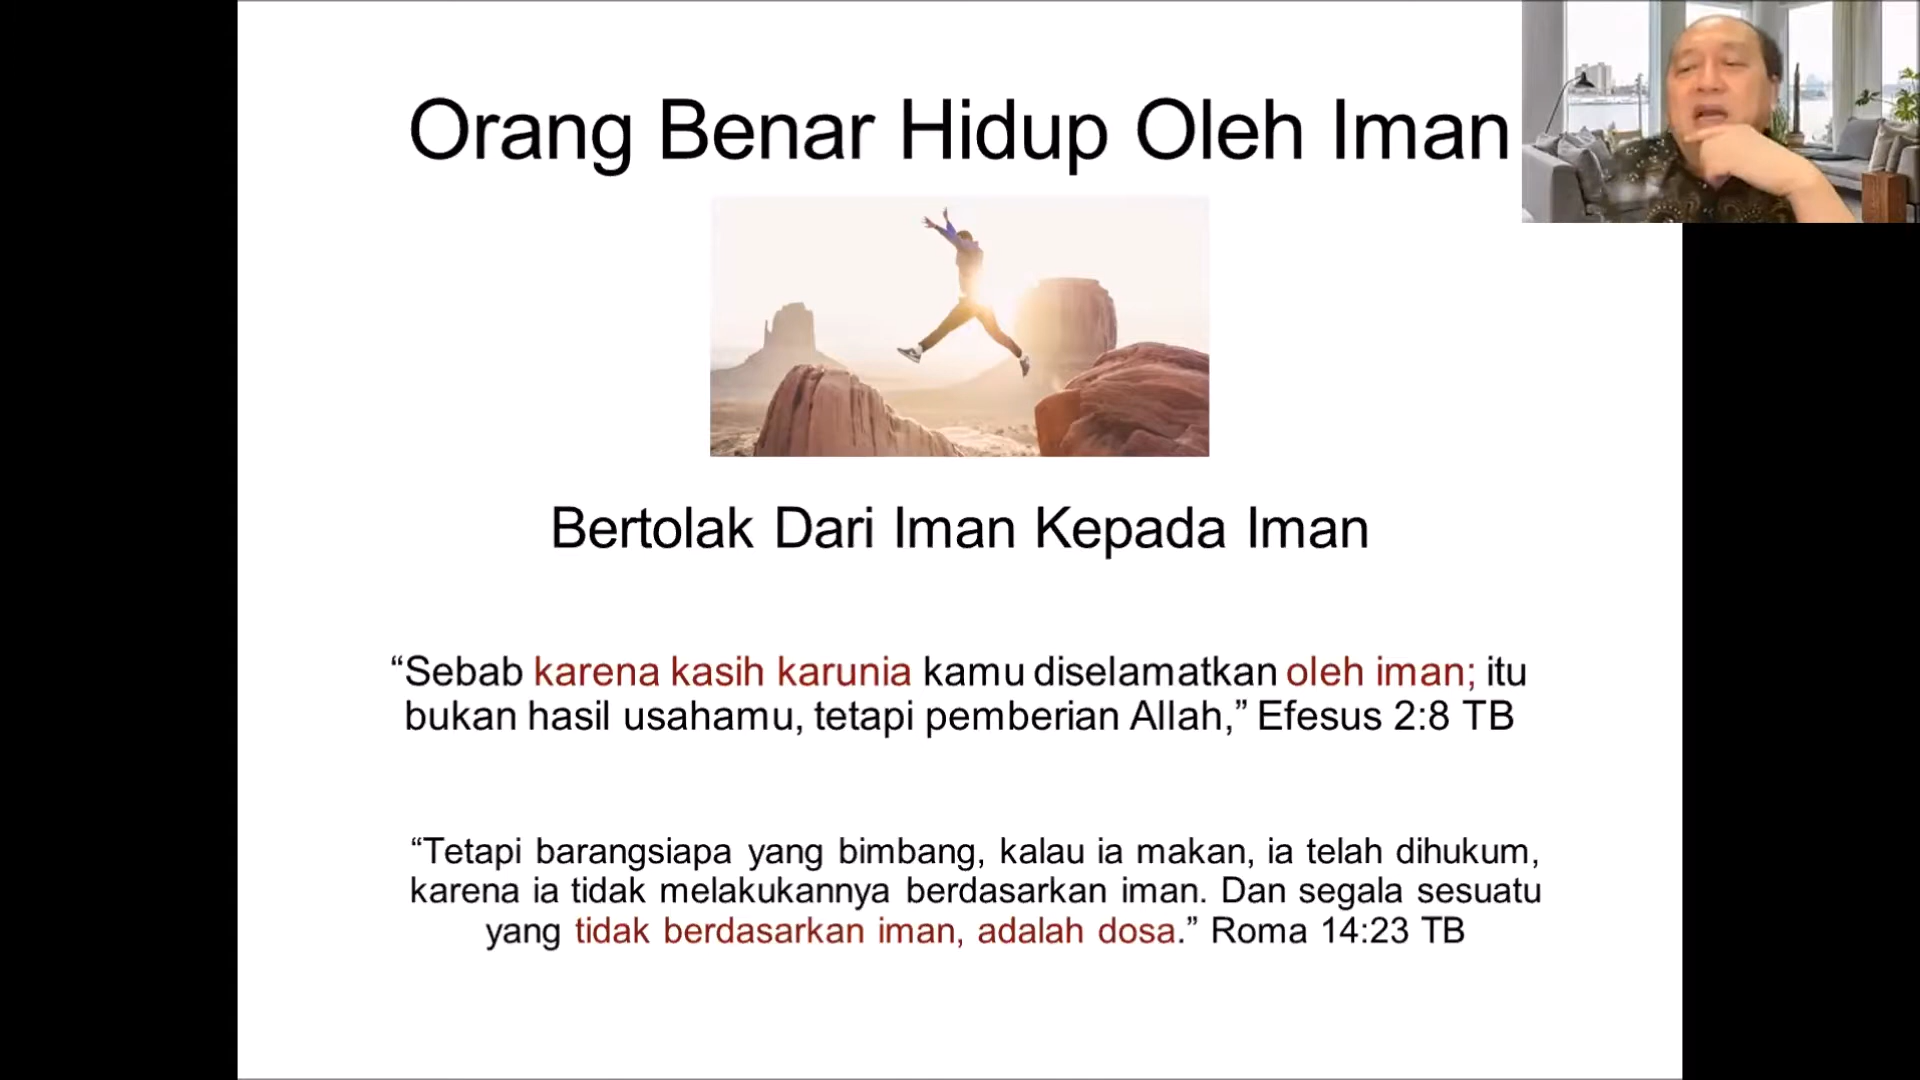 Orang Benar Hidup Oleh Iman
Bertolak Dari Iman Kepada Iman
“Sebab karena kasih karunia kamu diselamatkan oleh iman; itu
bukan hasil usahamu, tetapi pemberian Allah,” Efesus 2:8 TB
“Tetapi barangsiapa yang bimbang, kalau ia makan, ia telah dihukum,
karena ia tidak melakukannya berdasarkan iman. Dan segala sesuatu
yang tidak berdasarkan iman, adalah dosa.” Roma 14:23 TB